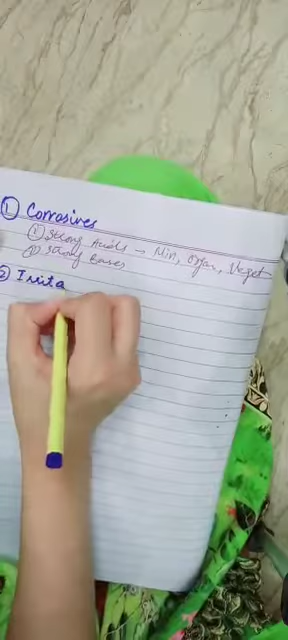 ① Corrosives
① Strong Acids → Min, Organ, Veget
② Strong Bases
② Irrita